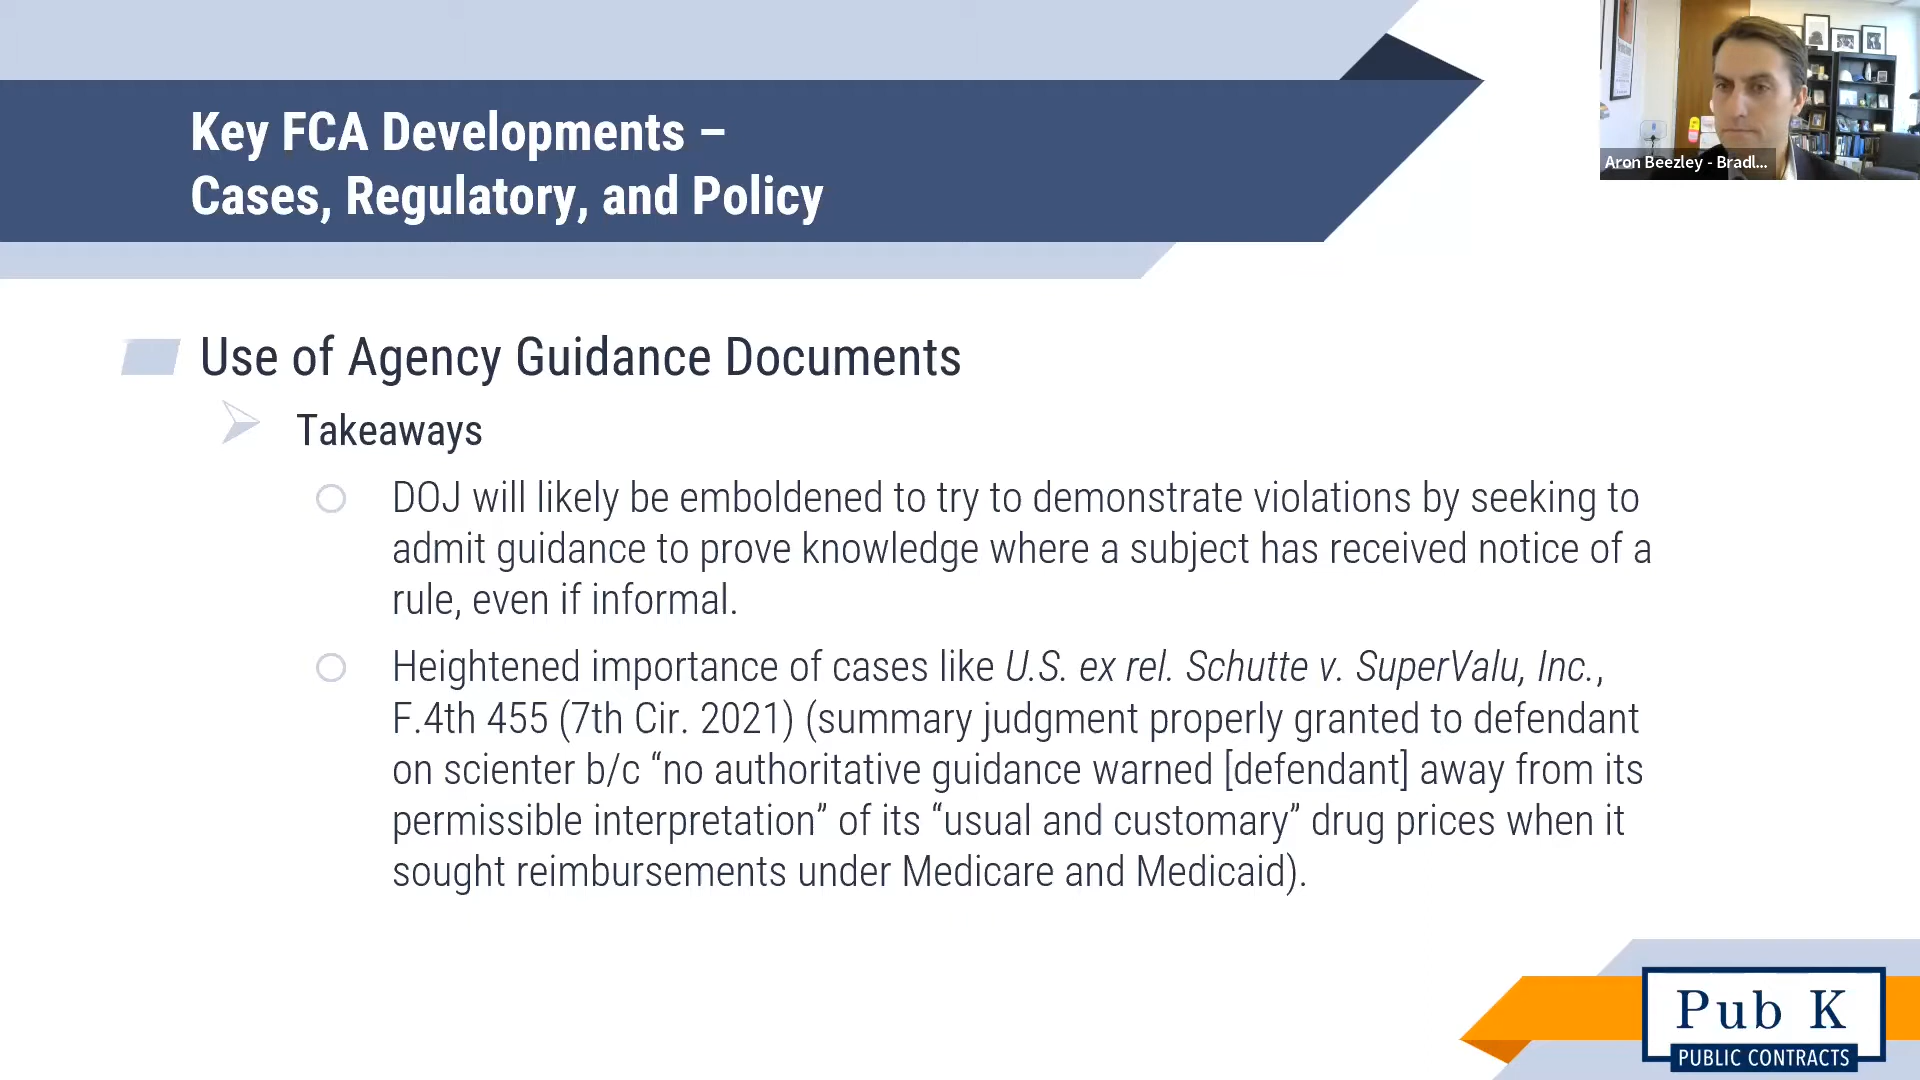 Key FCA Developments –
Cases, Regulatory, and Policy
Aron Beezley - Bradl...
Use of Agency Guidance Documents
Takeaways
DOJ will likely be emboldened to try to demonstrate violations by seeking to
admit guidance to prove knowledge where a subject has received notice of a
rule, even if informal.
Heightened importance of cases like U.S. ex rel. Schutte v. SuperValu, Inc.,
F.4th 455 (7th Cir. 2021) (summary judgment properly granted to defendant
on scienter b/c “no authoritative guidance warned [defendant] away from its
permissible interpretation” of its “usual and customary” drug prices when it
sought reimbursements under Medicare and Medicaid).
Pub K
PUBLIC CONTRACTS